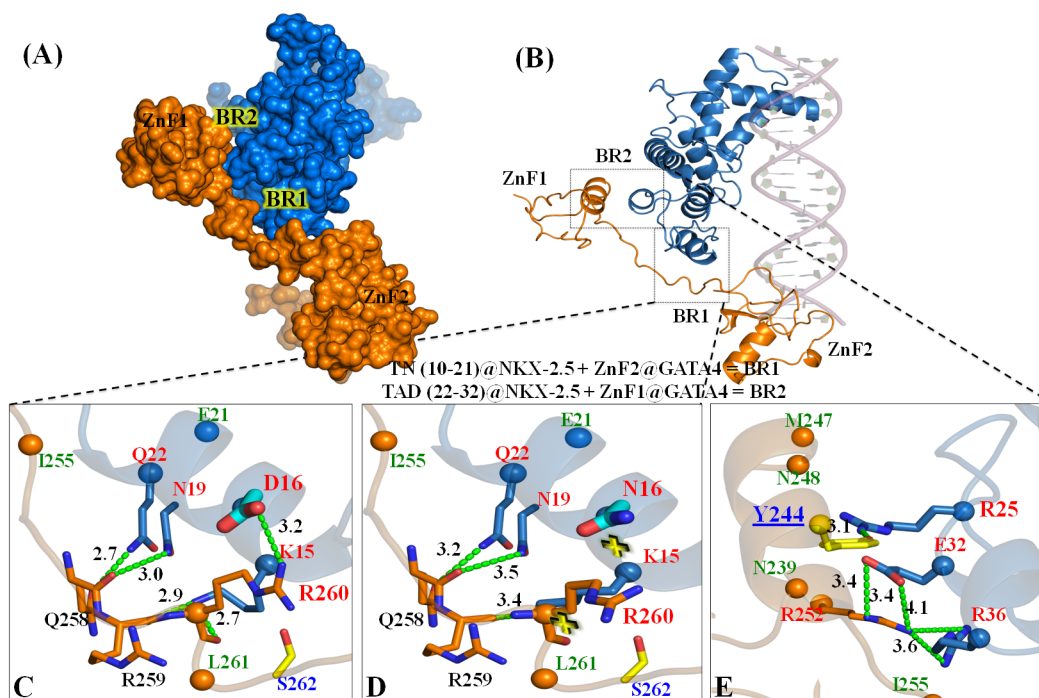 (A)
ZnF1
BR2
BR1
ZnF2
(B)
BR2
ZnF1
BR1
ZnF2
TN (10-21)@NKX-2.5 + ZnF2@GATA4 = BR1
TAD (22-32)@NKX-2.5 + ZnF1@GATA4 = BR2
E21
I255
Q22
N19
D16
3.2
2.7
3.0
K15
2.9
2.7
R260
Q258
L261
R259
S262
C
E21
I255
Q22
N19
N16
3.2
3.5
K15
3.4
R260
Q258
L261
R259
S262
D
M247
N248
Y244
3.1
R25
E32
N239
3.4
3.4
4.1
R252
R36
3.6
I255
E